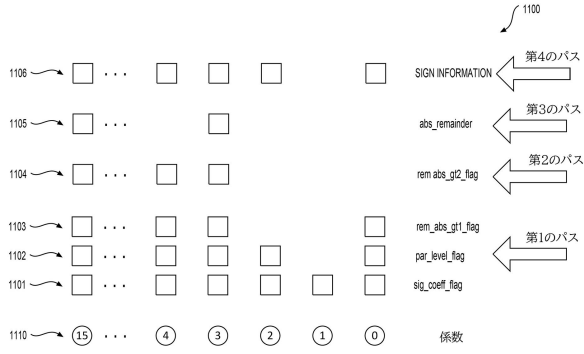 1100
1106 . . . SIGN INFORMATION 第4のパス
1105 . . . abs_remainder 第3のパス
1104 . . . rem abs_gt2_flag 第2のパス
1103 . . . rem_abs_gt1_flag
1102 . . . par_level_flag 第1のパス
1101 . . . sig_coeff_flag
1110 15 . . . 4 3 2 1 0 係数